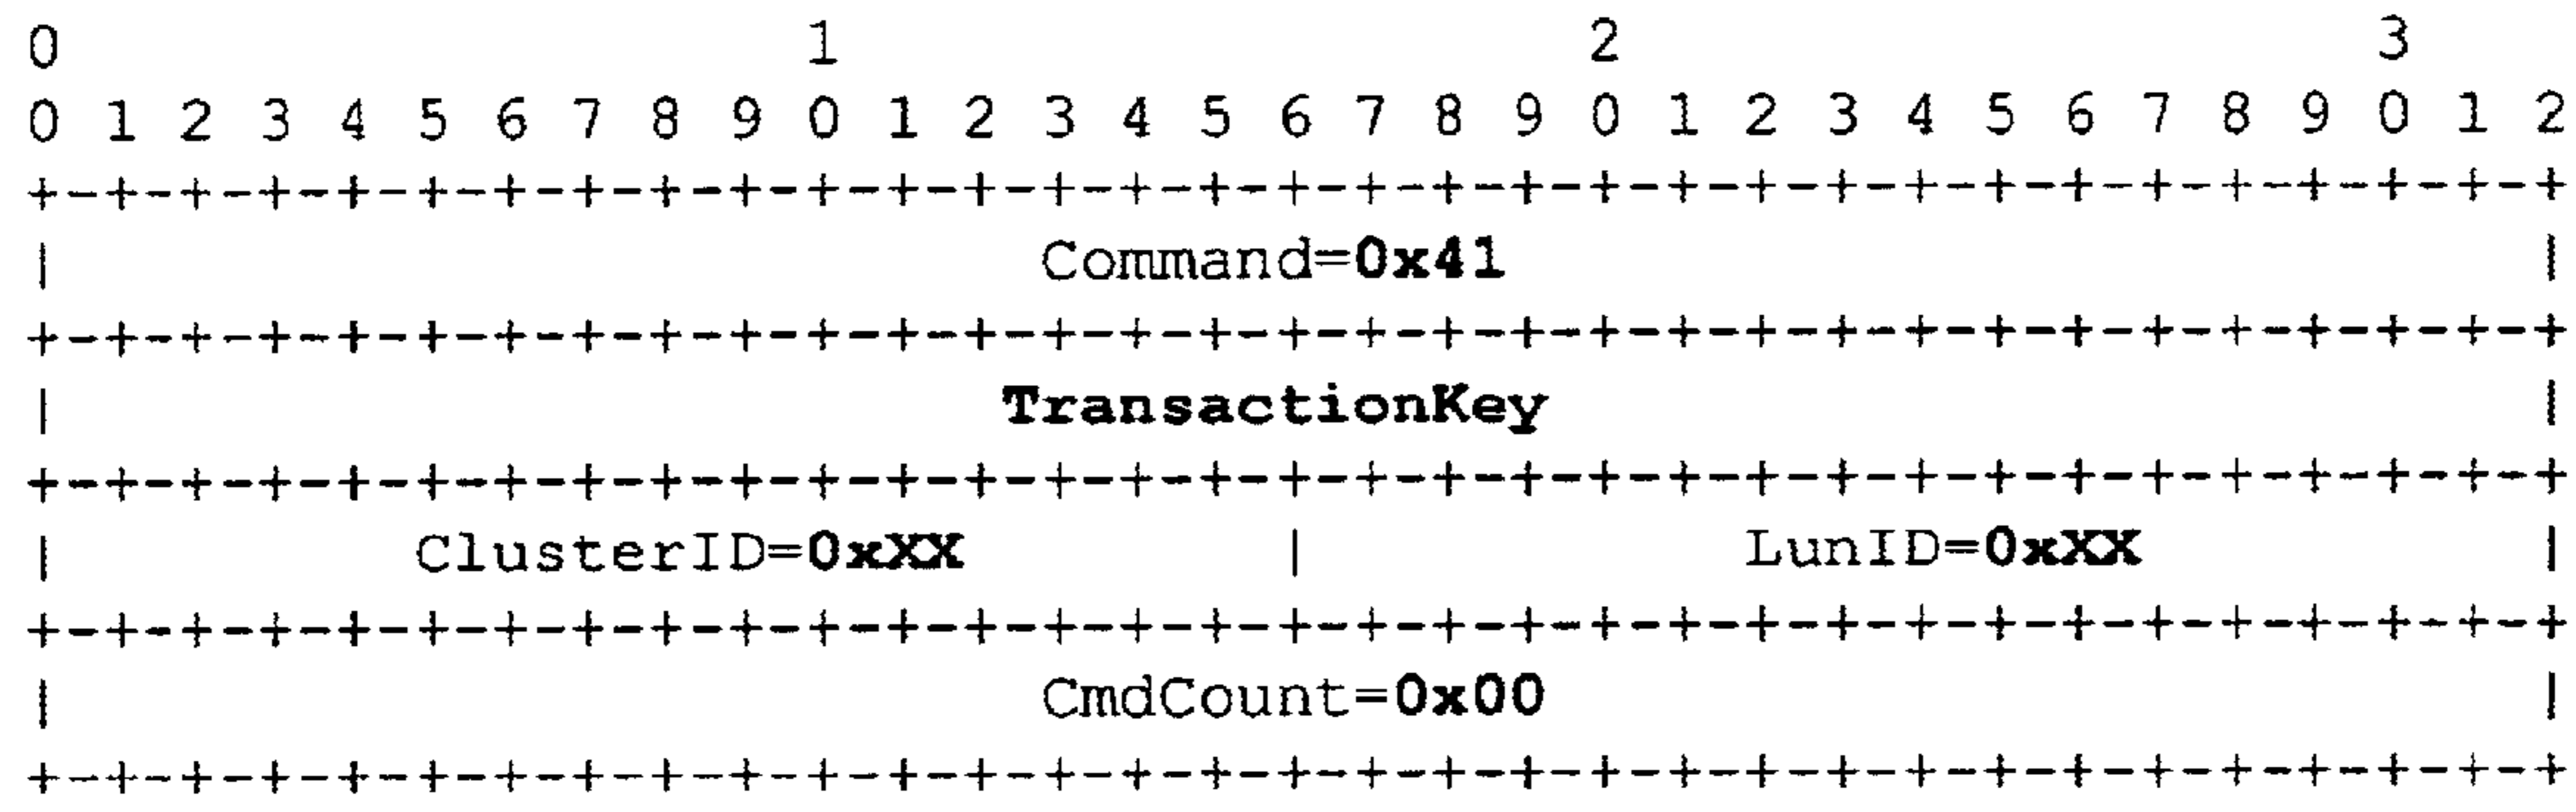 0                   1                   2                   3
0 1 2 3 4 5 6 7 8 9 0 1 2 3 4 5 6 7 8 9 0 1 2 3 4 5 6 7 8 9 0 1 2
+-+-+-+-+-+-+-+-+-+-+-+-+-+-+-+-+-+-+-+-+-+-+-+-+-+-+-+-+-+-+-+-+
|                         Command=0x41                          |
+-+-+-+-+-+-+-+-+-+-+-+-+-+-+-+-+-+-+-+-+-+-+-+-+-+-+-+-+-+-+-+-+
|                        TransactionKey                         |
+-+-+-+-+-+-+-+-+-+-+-+-+-+-+-+-+-+-+-+-+-+-+-+-+-+-+-+-+-+-+-+-+
|         ClusterID=0xXX        |           LunID=0xXX          |
+-+-+-+-+-+-+-+-+-+-+-+-+-+-+-+-+-+-+-+-+-+-+-+-+-+-+-+-+-+-+-+-+
|                         CmdCount=0x00                         |
+-+-+-+-+-+-+-+-+-+-+-+-+-+-+-+-+-+-+-+-+-+-+-+-+-+-+-+-+-+-+-+-+